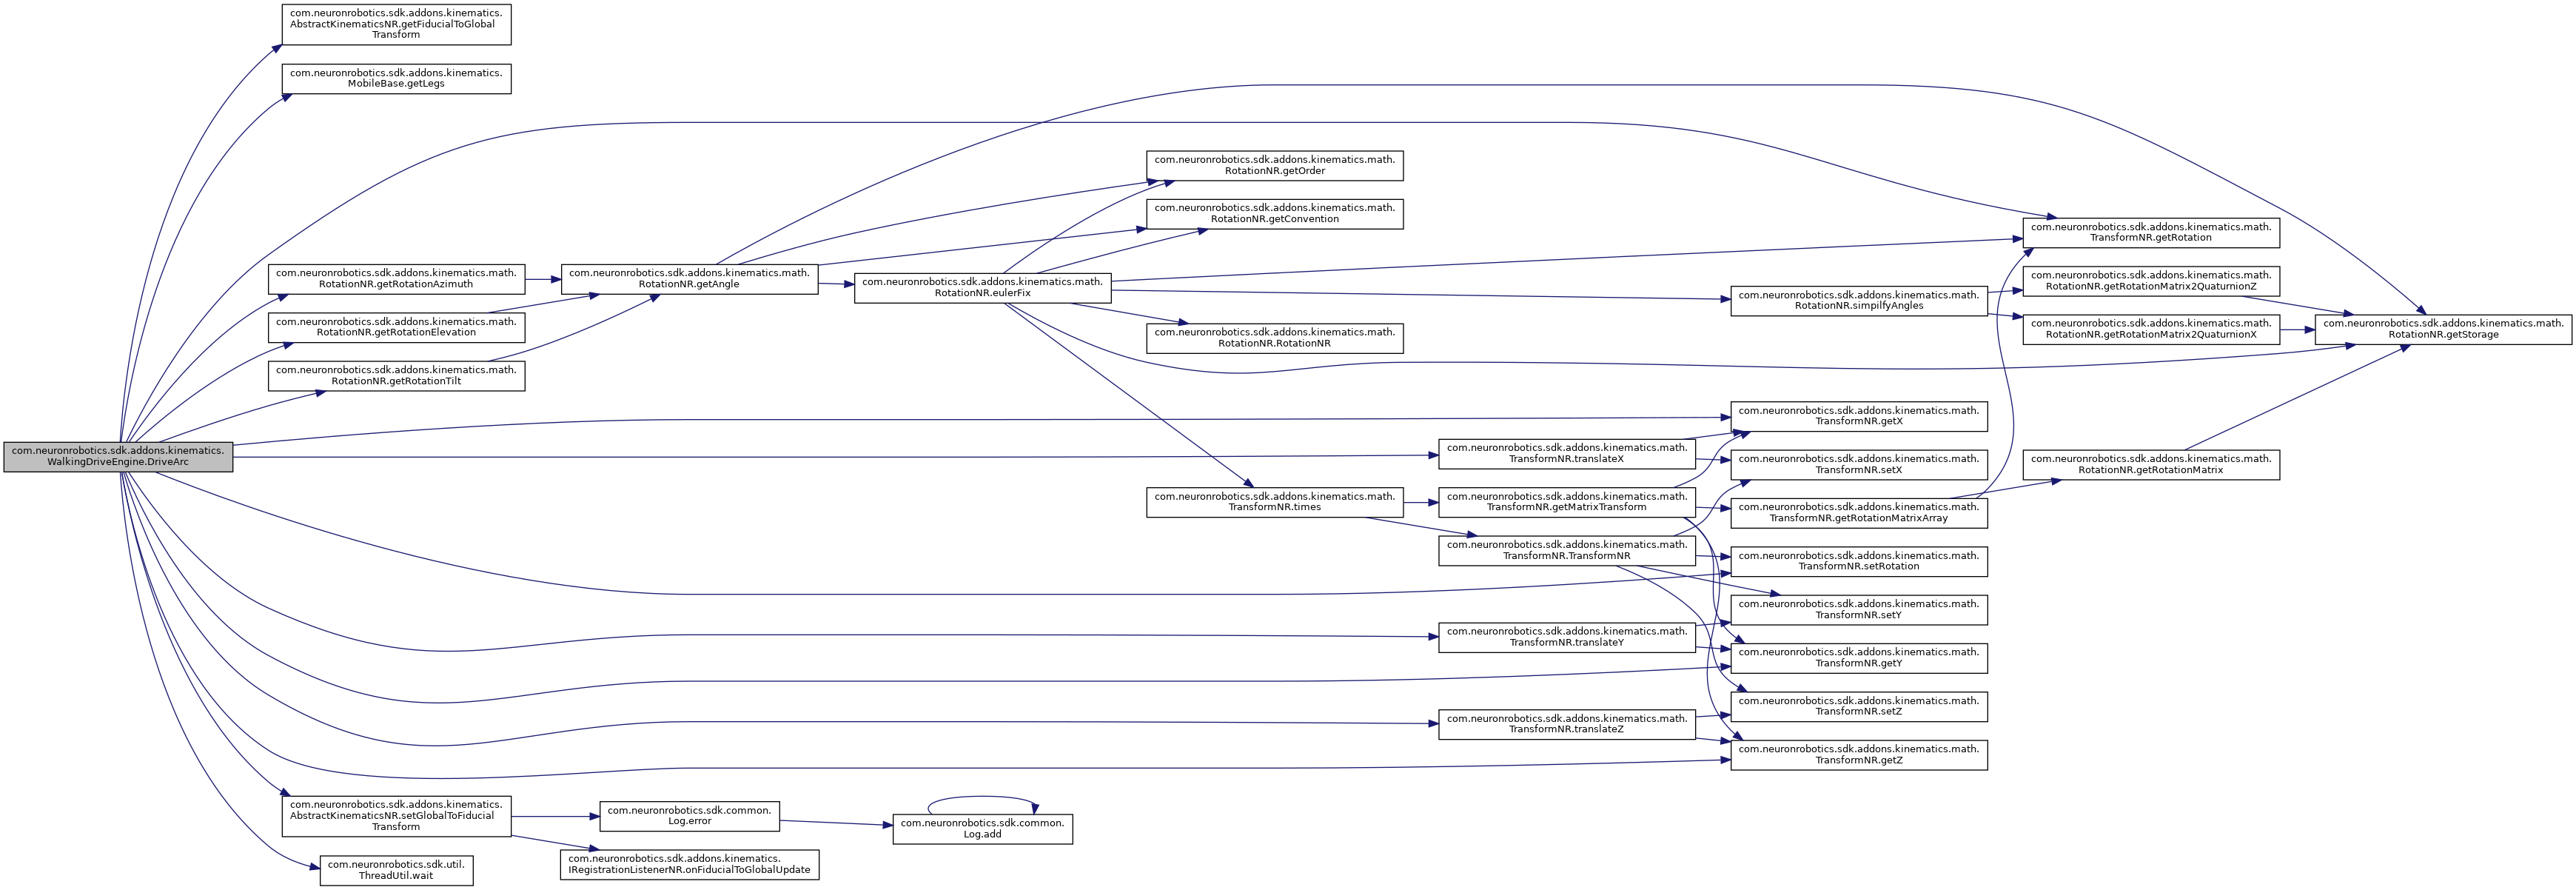 com.neuronrobotics.sdk.addons.kinematics.
AbstractKinematicsNR.getFiducialToGlobal
Transform
com.neuronrobotics.sdk.addons.kinematics.
MobileBase.getLegs
com.neuronrobotics.sdk.addons.kinematics.math.
RotationNR.getOrder
com.neuronrobotics.sdk.addons.kinematics.math.
RotationNR.getConvention
com.neuronrobotics.sdk.addons.kinematics.math.
TransformNR.getRotation
com.neuronrobotics.sdk.addons.kinematics.math.
RotationNR.getRotationAzimuth
com.neuronrobotics.sdk.addons.kinematics.math.
RotationNR.getAngle
com.neuronrobotics.sdk.addons.kinematics.math.
RotationNR.eulerFix
com.neuronrobotics.sdk.addons.kinematics.math.
RotationNR.simpilfyAngles
com.neuronrobotics.sdk.addons.kinematics.math.
RotationNR.getRotationMatrix2QuaturnionZ
com.neuronrobotics.sdk.addons.kinematics.math.
RotationNR.getRotationElevation
com.neuronrobotics.sdk.addons.kinematics.math.
RotationNR.RotationNR
com.neuronrobotics.sdk.addons.kinematics.math.
RotationNR.getRotationMatrix2QuaturnionX
com.neuronrobotics.sdk.addons.kinematics.math.
RotationNR.getStorage
com.neuronrobotics.sdk.addons.kinematics.math.
RotationNR.getRotationTilt
com.neuronrobotics.sdk.addons.kinematics.math.
TransformNR.getX
com.neuronrobotics.sdk.addons.kinematics.
WalkingDriveEngine.DriveArc
com.neuronrobotics.sdk.addons.kinematics.math.
TransformNR.translateX
com.neuronrobotics.sdk.addons.kinematics.math.
TransformNR.setX
com.neuronrobotics.sdk.addons.kinematics.math.
RotationNR.getRotationMatrix
com.neuronrobotics.sdk.addons.kinematics.math.
TransformNR.times
com.neuronrobotics.sdk.addons.kinematics.math.
TransformNR.getMatrixTransform
com.neuronrobotics.sdk.addons.kinematics.math.
TransformNR.getRotationMatrixArray
com.neuronrobotics.sdk.addons.kinematics.math.
TransformNR.TransformNR
com.neuronrobotics.sdk.addons.kinematics.math.
TransformNR.setRotation
com.neuronrobotics.sdk.addons.kinematics.math.
TransformNR.setY
com.neuronrobotics.sdk.addons.kinematics.math.
TransformNR.translateY
com.neuronrobotics.sdk.addons.kinematics.math.
TransformNR.getY
com.neuronrobotics.sdk.addons.kinematics.math.
TransformNR.setZ
com.neuronrobotics.sdk.addons.kinematics.math.
TransformNR.translateZ
com.neuronrobotics.sdk.addons.kinematics.math.
TransformNR.getZ
com.neuronrobotics.sdk.addons.kinematics.
AbstractKinematicsNR.setGlobalToFiducial
Transform
com.neuronrobotics.sdk.common.
Log.error
com.neuronrobotics.sdk.common.
Log.add
com.neuronrobotics.sdk.addons.kinematics.
IRegistrationListenerNR.onFiducialToGlobalUpdate
com.neuronrobotics.sdk.util.
ThreadUtil.wait